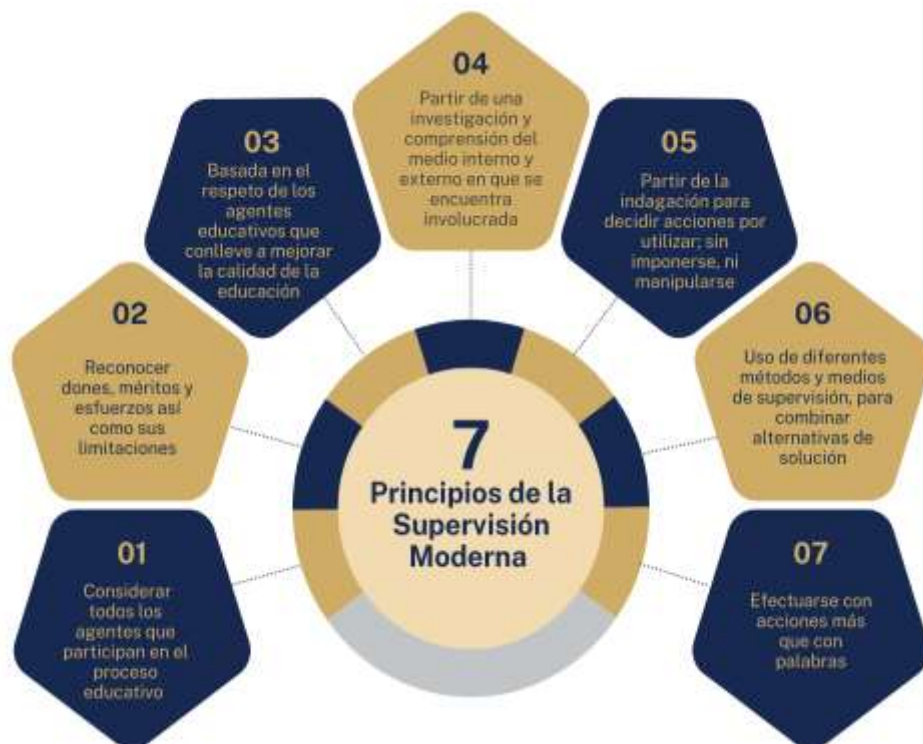 04
Partir de una
investigación y
comprensión del
medio interno y
externo en que se
encuentra
involucrada
03
Basada en el
respeto de los
agentes
educativos que
conlleve a mejorar
la calidad de la
educación
05
Partir de la
indagación para
decidir acciones por
utilizar; sin
imponerse, ni
manipularse
02
Reconocer
dones, méritos y
esfuerzos así
como sus
limitaciones
06
Uso de diferentes
métodos y medios
de supervisión, para
combinar
alternativas de
solución
7
Principios de la
Supervisión
Moderna
01
Considerar
todos los
agentes que
participan en el
proceso
educativo
07
Efectuarse con
acciones más
que con
palabras